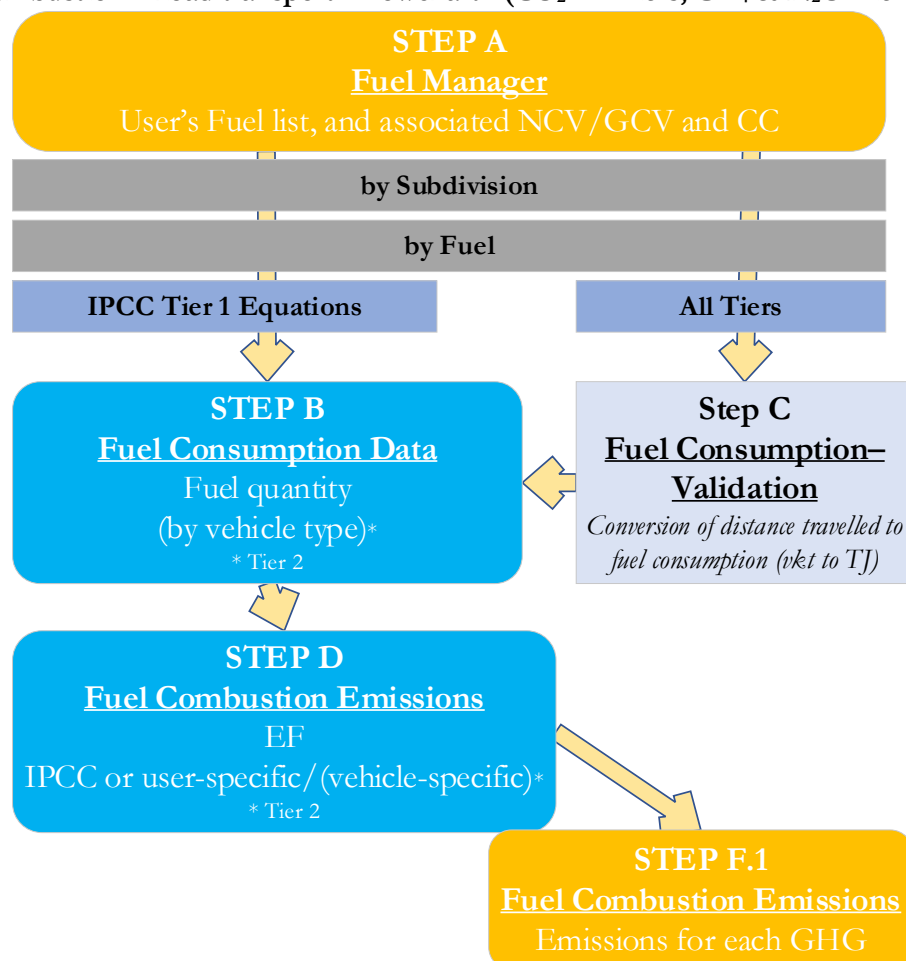 STEP A
Fuel Manager
User's Fuel list, and associated NCV/GCV and CC
by Subdivision
by Fuel
IPCC Tier 1 Equations
All Tiers
STEP B
Fuel Consumption Data
Fuel quantity
(by vehicle type)*
* Tier 2
Step C
Fuel Consumption–
Validation
Conversion of distance travelled to
fuel consumption (vkt to TJ)
STEP D
Fuel Combustion Emissions
EF
IPCC or user-specific/(vehicle-specific)*
* Tier 2
STEP F.1
Fuel Combustion Emissions
Emissions for each GHG